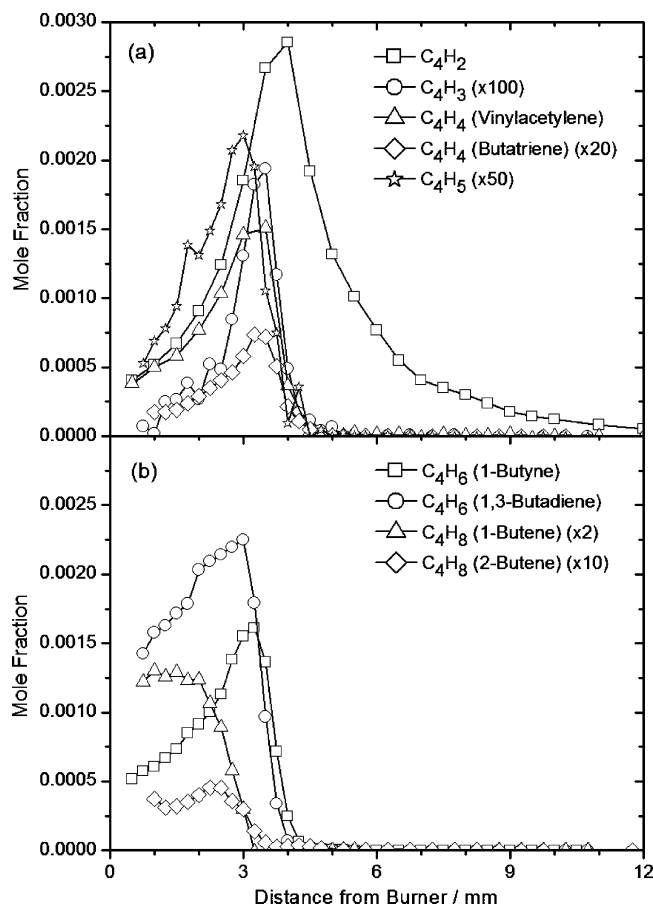 (a)
C₄H₂
C₄H₃ (x100)
C₄H₄ (Vinylacetylene)
C₄H₄ (Butatriene) (x20)
C₄H₅ (x50)
0.0030
0.0025
0.0020
0.0015
0.0010
0.0005
0.0000
Mole Fraction
(b)
C₄H₆ (1-Butyne)
C₄H₆ (1,3-Butadiene)
C₄H₈ (1-Butene) (x2)
C₄H₈ (2-Butene) (x10)
0.0025
0.0020
0.0015
0.0010
0.0005
0.0000
Mole Fraction
0 3 6 9 12
Distance from Burner / mm